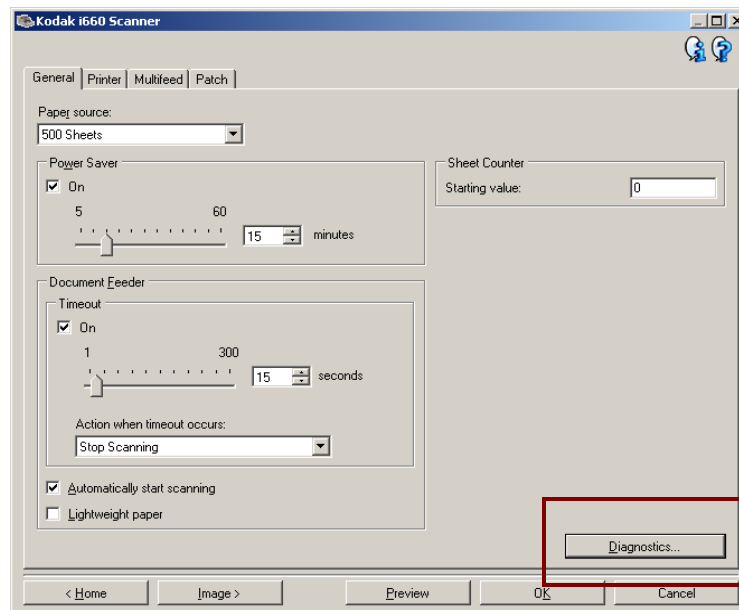 Kodak i660 Scanner
General Printer Multifeed Patch
Paper source:
500 Sheets
Power Saver
On
5 60
15 minutes
Sheet Counter
Starting value: 0
Document Feeder
Timeout
On
1 300
15 seconds
Action when timeout occurs:
Stop Scanning
Automatically start scanning
Lightweight paper
Diagnostics...
< Home Image > Preview OK Cancel